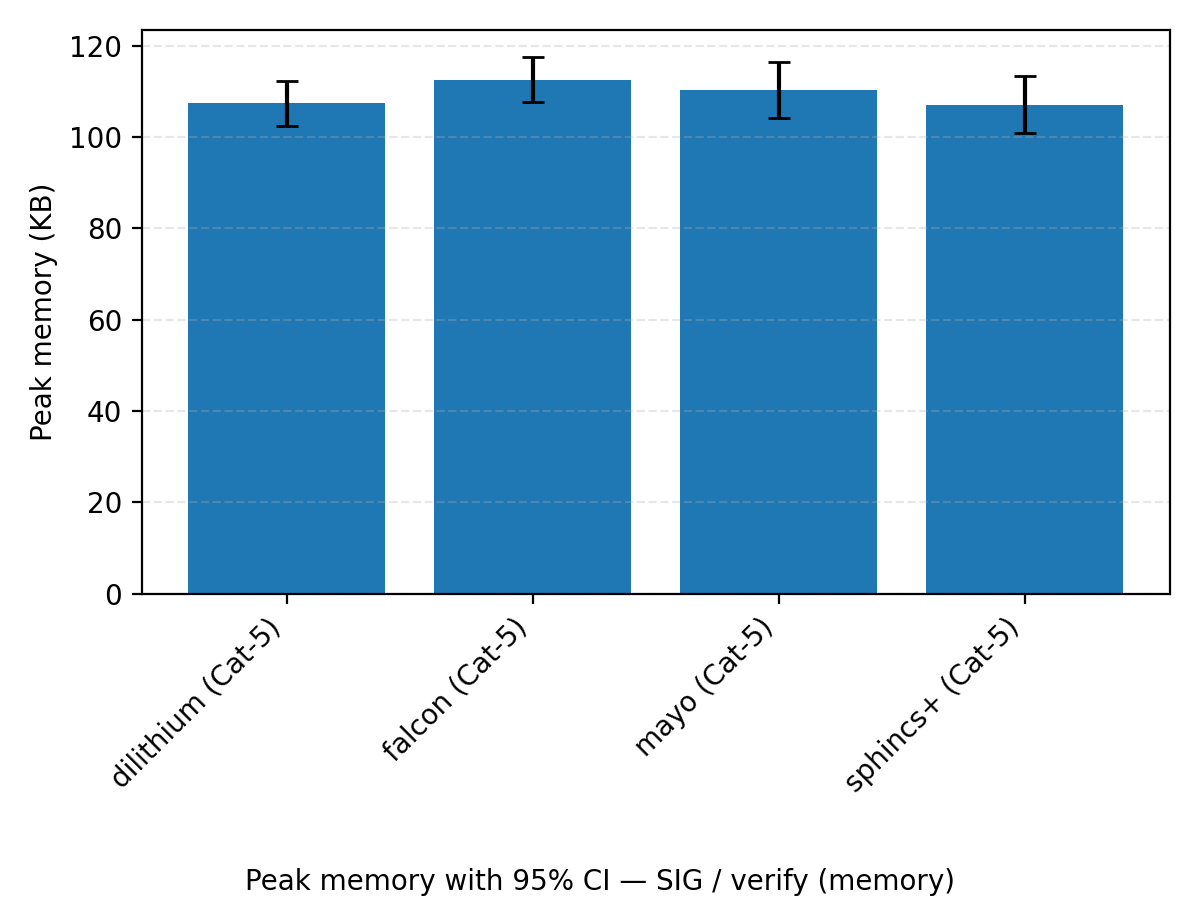 120
100
80
60
40
20
0
Peak memory (KB)
dilithium (Cat-5)
falcon (Cat-5)
mayo (Cat-5)
sphincs+ (Cat-5)
Peak memory with 95% CI — SIG / verify (memory)